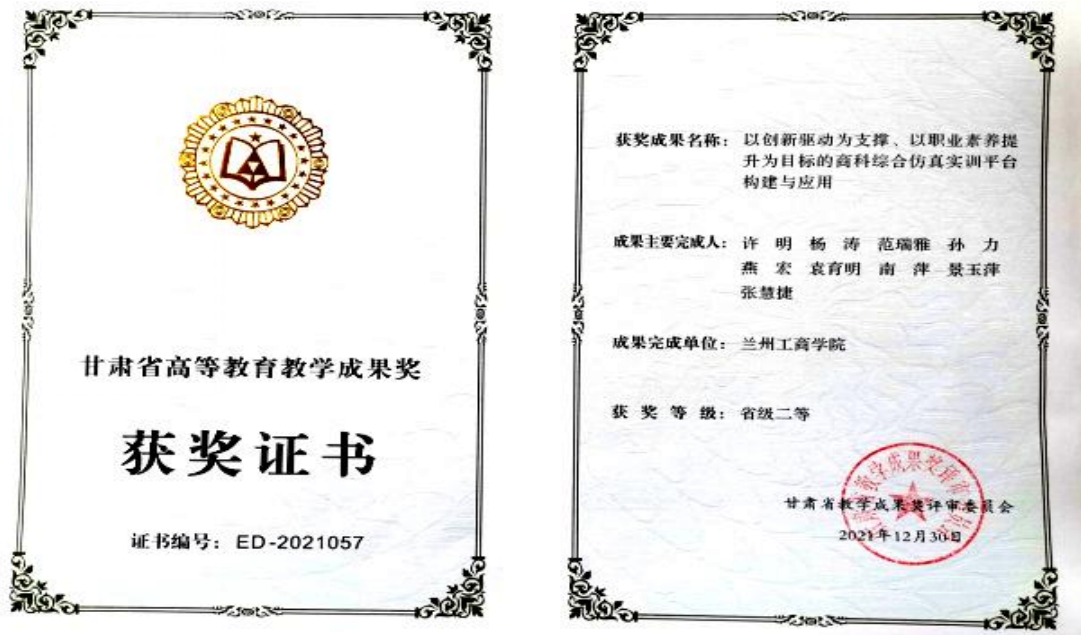 甘肃省高等教育教学成果奖
获奖证书
证书编号：ED-2021057
获奖成果名称：以创新驱动为支撑、以职业素养提
升为目标的商科综合仿真实训平台
构建与应用
成果主要完成人：许 明 杨 涛 范瑞雅 孙 力
燕 宏 袁育明 南 萍 景玉萍
张慧捷
成果完成单位：兰州工商学院
获 奖 等 级：省级二等
甘肃省教学成果奖评审委员会
2021年12月30日